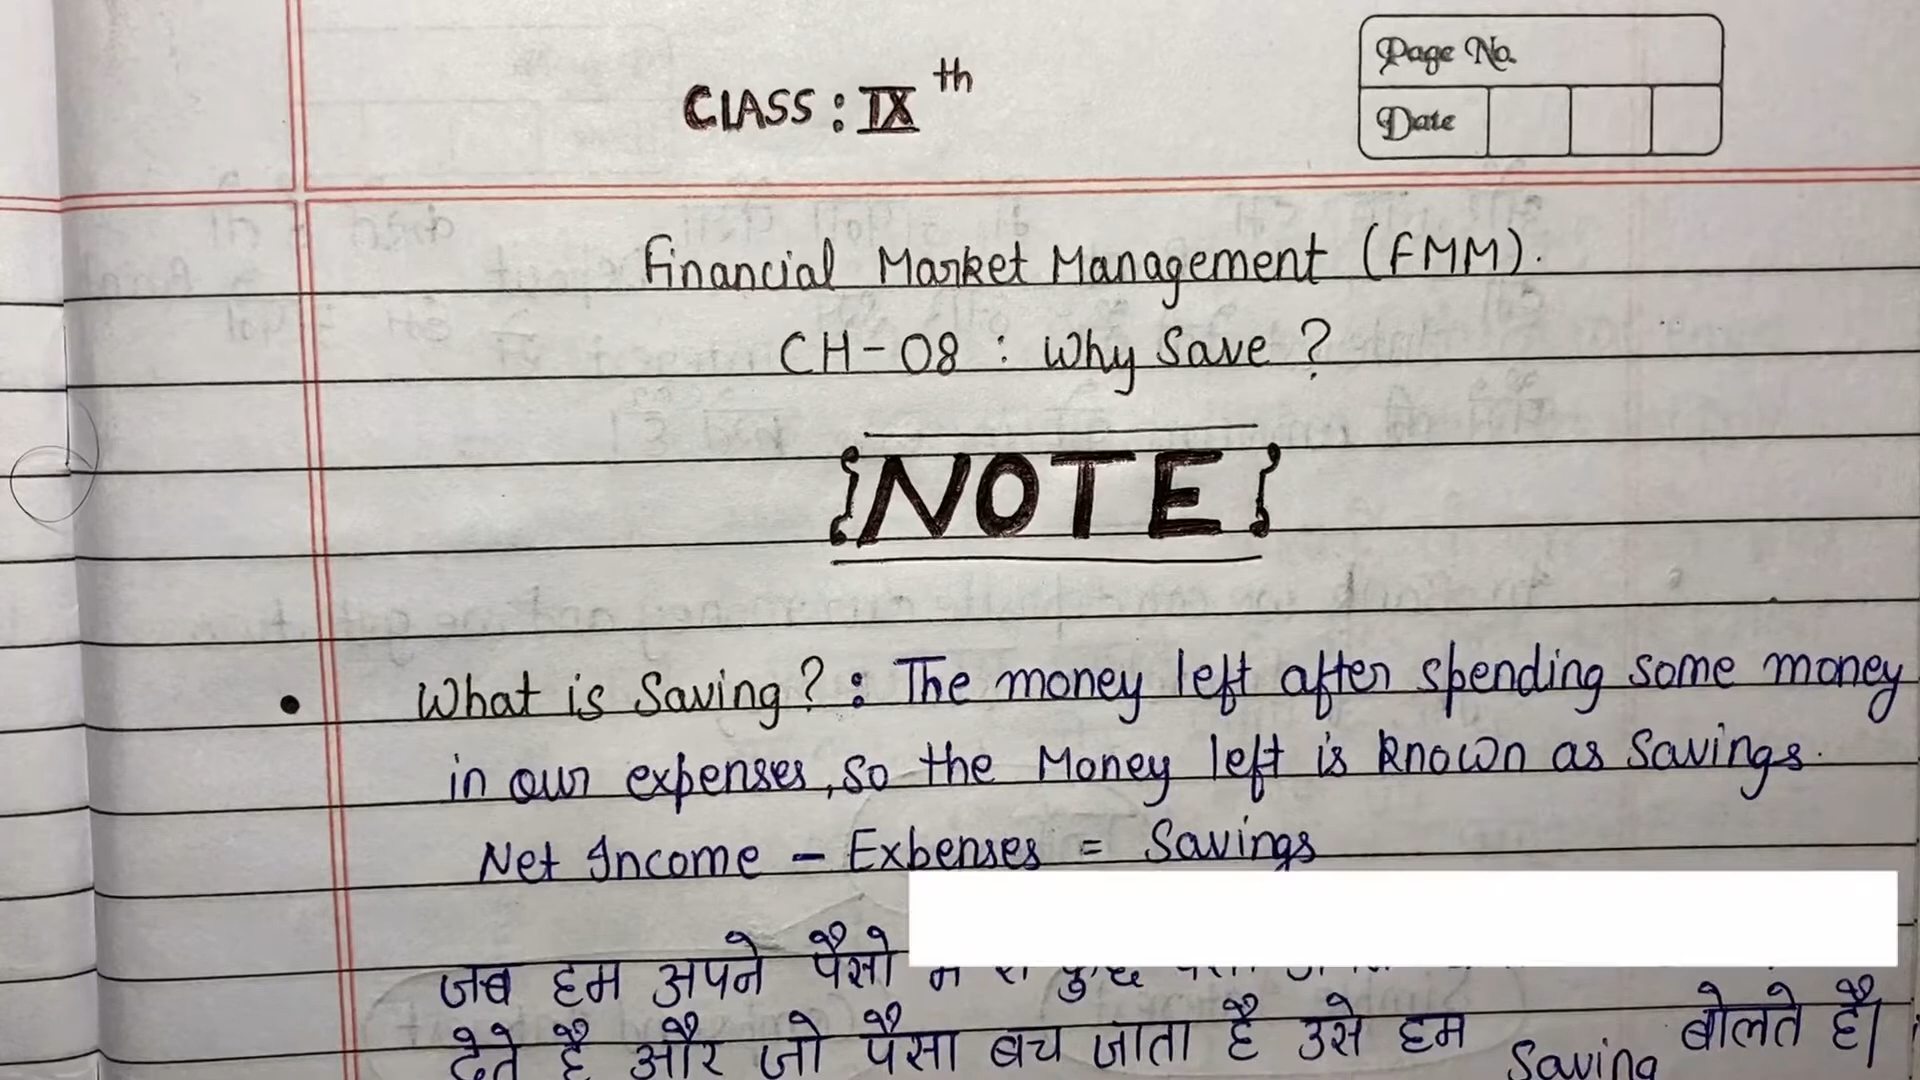 CLASS : IX th
Page No.
Date
Financial Market Management (FMM).
CH-08 : Why Save ?
{NOTE}
• What is Saving? : The money left after spending some money
in our expenses, so the Money left is known as Savings.
Net Income – Expenses = Savings
जब हम अपने पैसो
देते है और जो पैसा बच जाता है उसे हम Saving बोलते है।